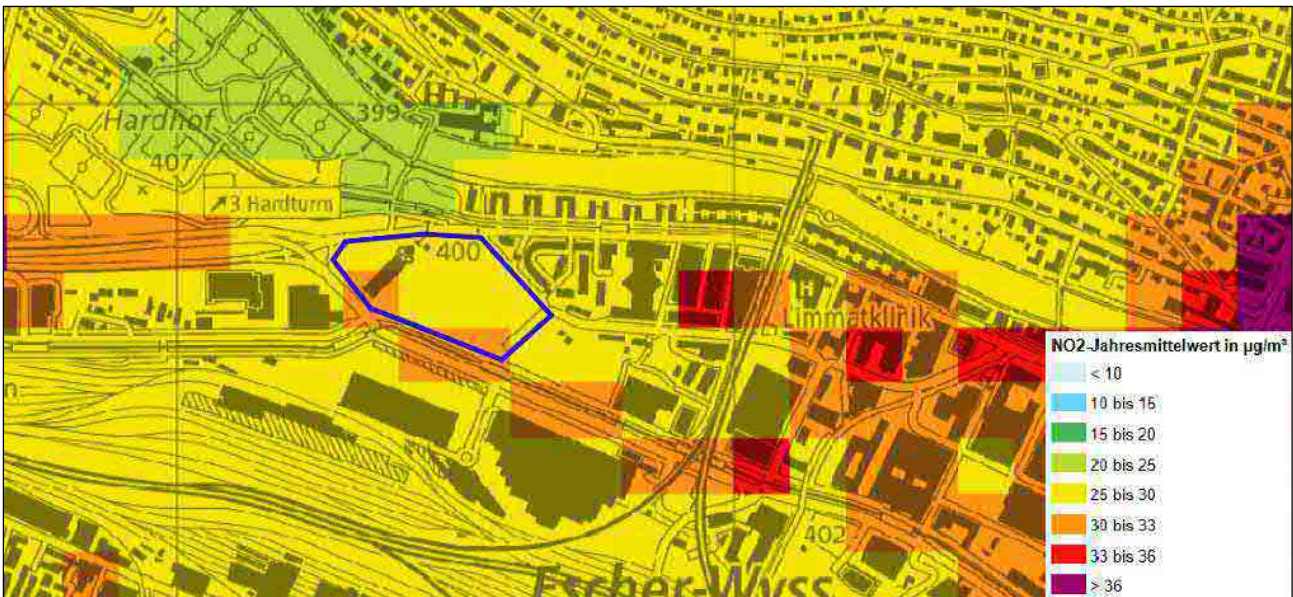 399
Hardhof
407
3 Hardturm
400
Limmatklinik
402
Escher-Wyss
NO2-Jahresmittelwert in µg/m³
< 10
10 bis 15
15 bis 20
20 bis 25
25 bis 30
30 bis 33
33 bis 36
> 36